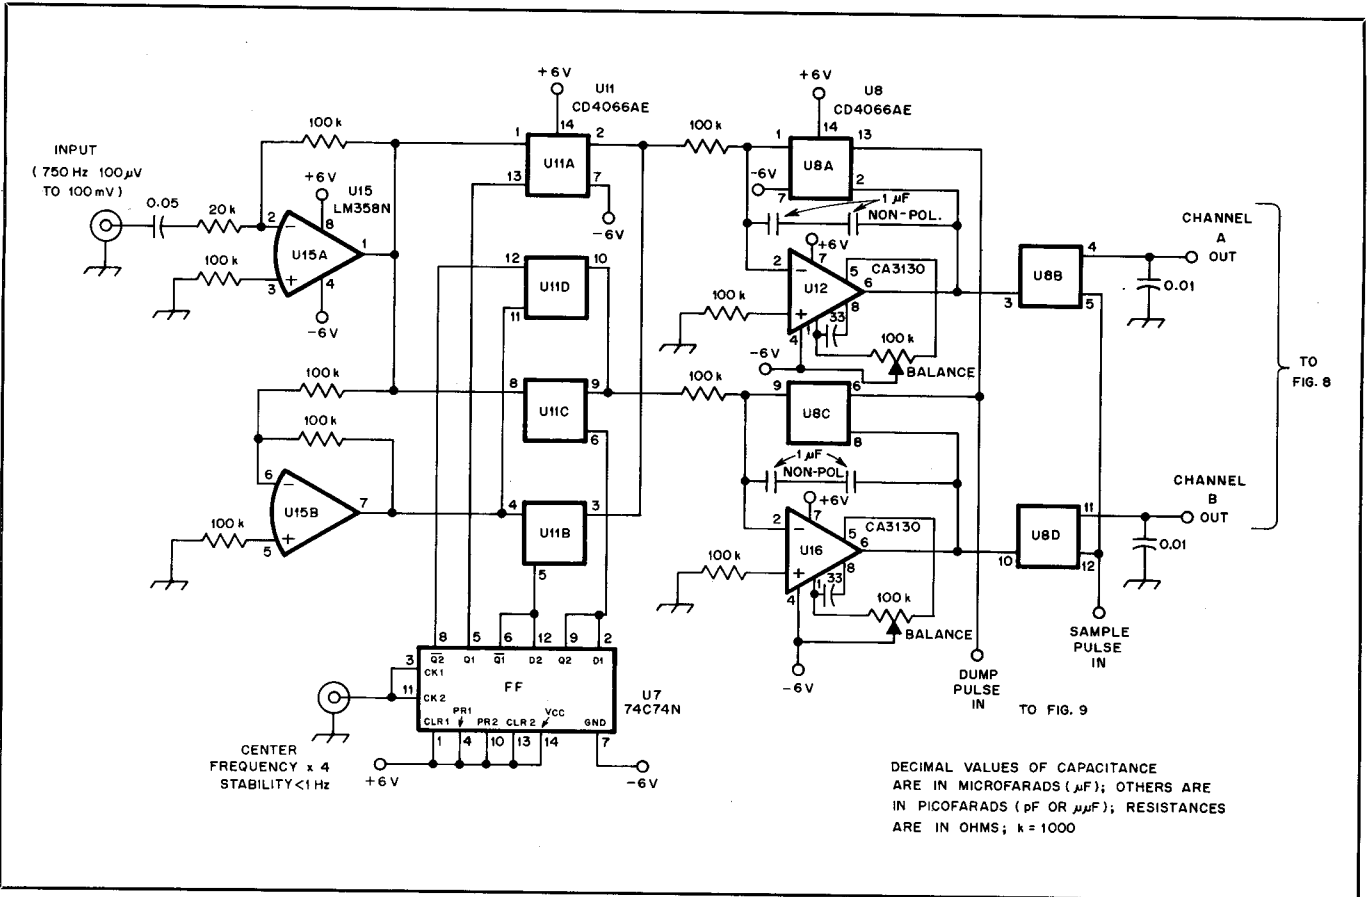 INPUT
(750 Hz 100µV
TO 100mV)
0.05
20 k
100 k
+6V
U15
LM358N
2
−
8
U15A
1
100 k
3
+
4
-6V
+6V
U11
CD4066AE
14
1
2
U11A
13
7
-6V
12
10
U11D
11
100 k
100 k
8
9
U11C
6
6
−
U15B
7
100 k
5
+
4
3
U11B
5
100 k
+6V
U8
CD4066AE
14
1
13
U8A
-6V
7
2
1 µF
NON-POL.
+6V
7
2
−
5
CA3130
U12
6
100 k
+
8
4
1
33
100 k
-6V
BALANCE
100 k
9
6
U8C
8
1 µF
NON-POL.
+6V
7
2
−
5
CA3130
U16
6
100 k
+
8
4
1
33
100 k
BALANCE
-6V
3
U8B
4
5
0.01
CHANNEL
A
OUT
10
U8D
11
12
0.01
CHANNEL
B
OUT
TO
FIG. 8
SAMPLE
PULSE
IN
DUMP
PULSE
IN
TO FIG. 9
8
5
6
12
9
2
Q2
Q1
Q1
D2
Q2
D1
3
CK1
FF
11
CK2
U7
74C74N
CLR1
PR1
PR2
CLR2
VCC
GND
1
4
10
13
14
7
+6V
-6V
CENTER
FREQUENCY x 4
STABILITY<1Hz
DECIMAL VALUES OF CAPACITANCE
ARE IN MICROFARADS (µF); OTHERS ARE
IN PICOFARADS (pF OR µµF); RESISTANCES
ARE IN OHMS; k=1000